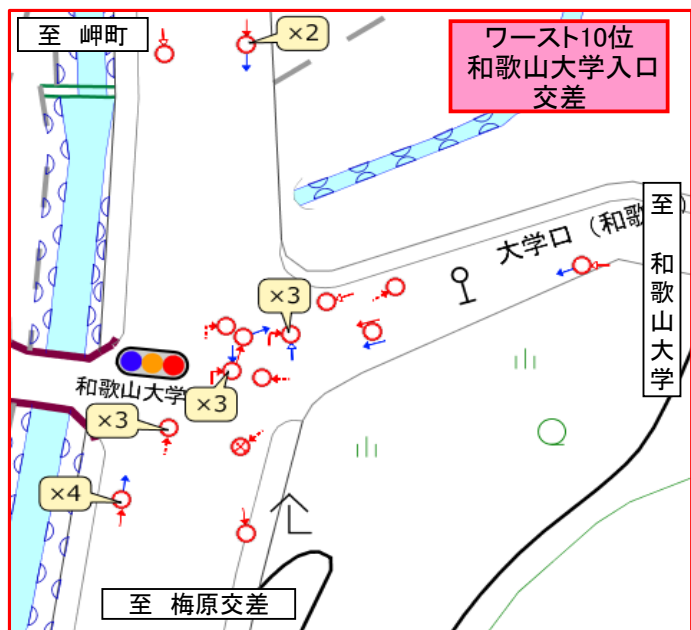 至 岬町
×2
ワースト10位
和歌山大学入口
交差
至 和歌山大学
大学口（和歌
×3
和歌山大学
×3
×3
×4
至 梅原交差